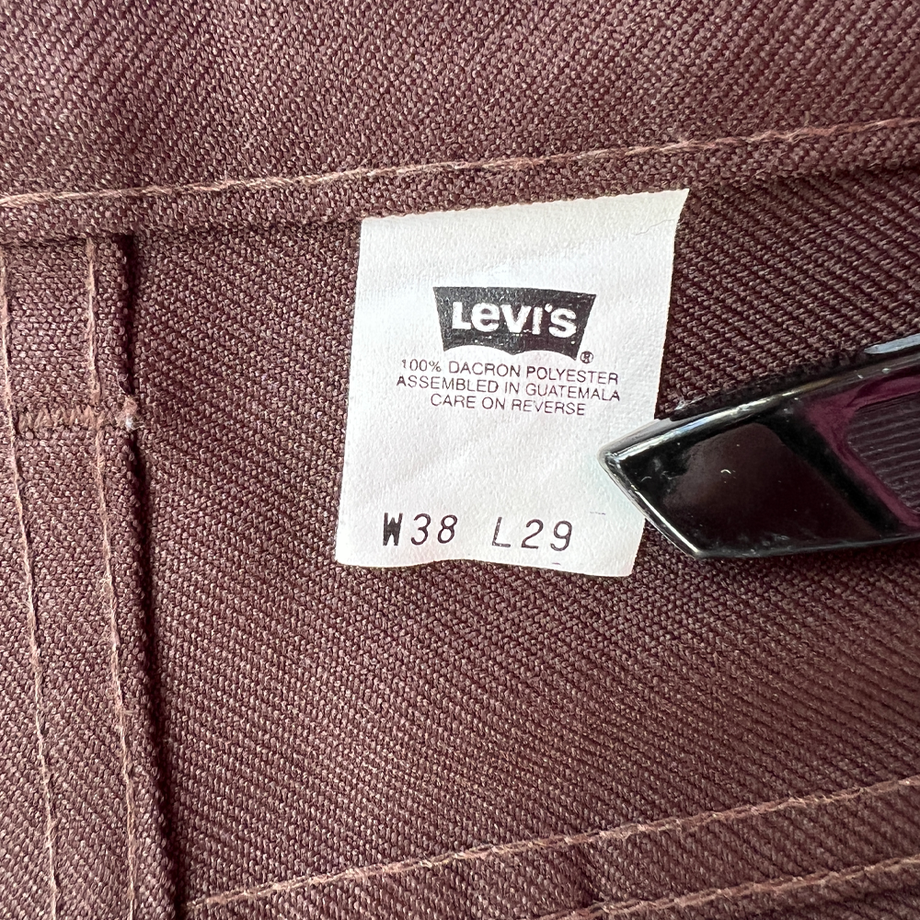 Levi's
®
100% DACRON POLYESTER
ASSEMBLED IN GUATEMALA
CARE ON REVERSE
W38 L29